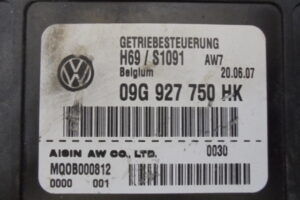 GETRIEBESTEUERUNG
H69 / S1091 AW7
Belgium 20.06.07
09G 927 750 HK
AISIN AW CO., LTD. 0030
MQOB000812
0000 001